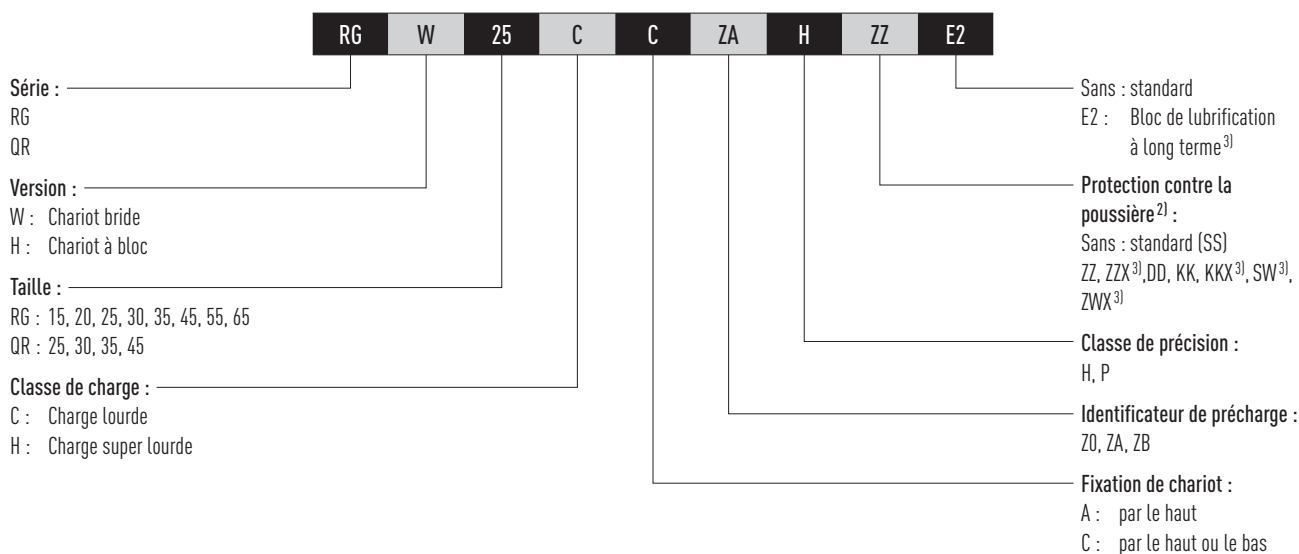 RG W 25 C C ZA H ZZ E2
Série :
RG
QR
Version :
W : Chariot bride
H : Chariot à bloc
Taille :
RG : 15, 20, 25, 30, 35, 45, 55, 65
QR : 25, 30, 35, 45
Classe de charge :
C : Charge lourde
H : Charge super lourde
Sans : standard
E2 : Bloc de lubrification
à long terme 3)
Protection contre la
poussière 2) :
Sans : standard (SS)
ZZ, ZZX 3),DD, KK, KKX 3), SW 3),
ZWX 3)
Classe de précision :
H, P
Identificateur de précharge :
Z0, ZA, ZB
Fixation de chariot :
A : par le haut
C : par le haut ou le bas